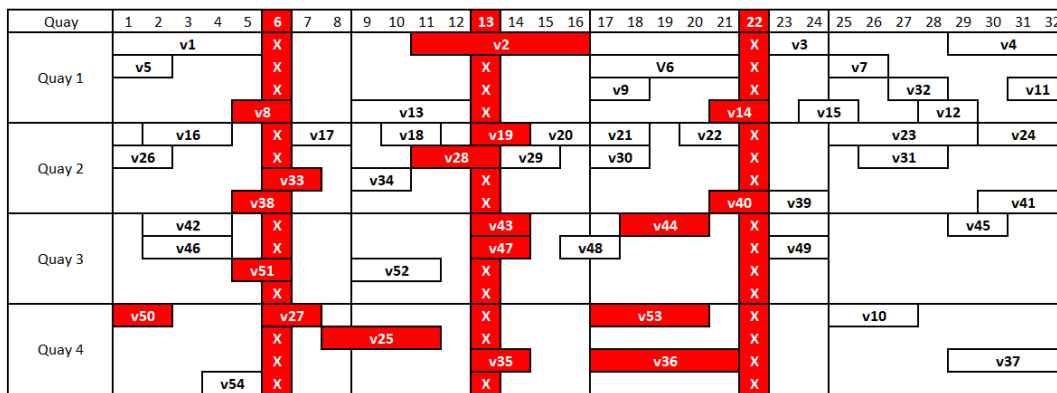 Quay 1 2 3 4 5 6 7 8 9 10 11 12 13 14 15 16 17 18 19 20 21 22 23 24 25 26 27 28 29 30 31 32
v1 X v2 X v3 v4
v5 X X V6 X v7
Quay 1
X X v9 X v32 v11
v8 X v13 X v14 X v15 v12
v16 X v17 v18 v19 X v20 v21 v22 X v23 v24
v26 X v28 X v29 v30 X v31
Quay 2
v33 v34 X X
v38 X X v40 X v39 v41
v42 X v43 v44 X v45
v46 X v47 v48 X v49
Quay 3
v51 v52 X X
X X X
v50 v27 X v53 X v10
X v25 X X
Quay 4
X v35 v36 X v37
v54 X X X